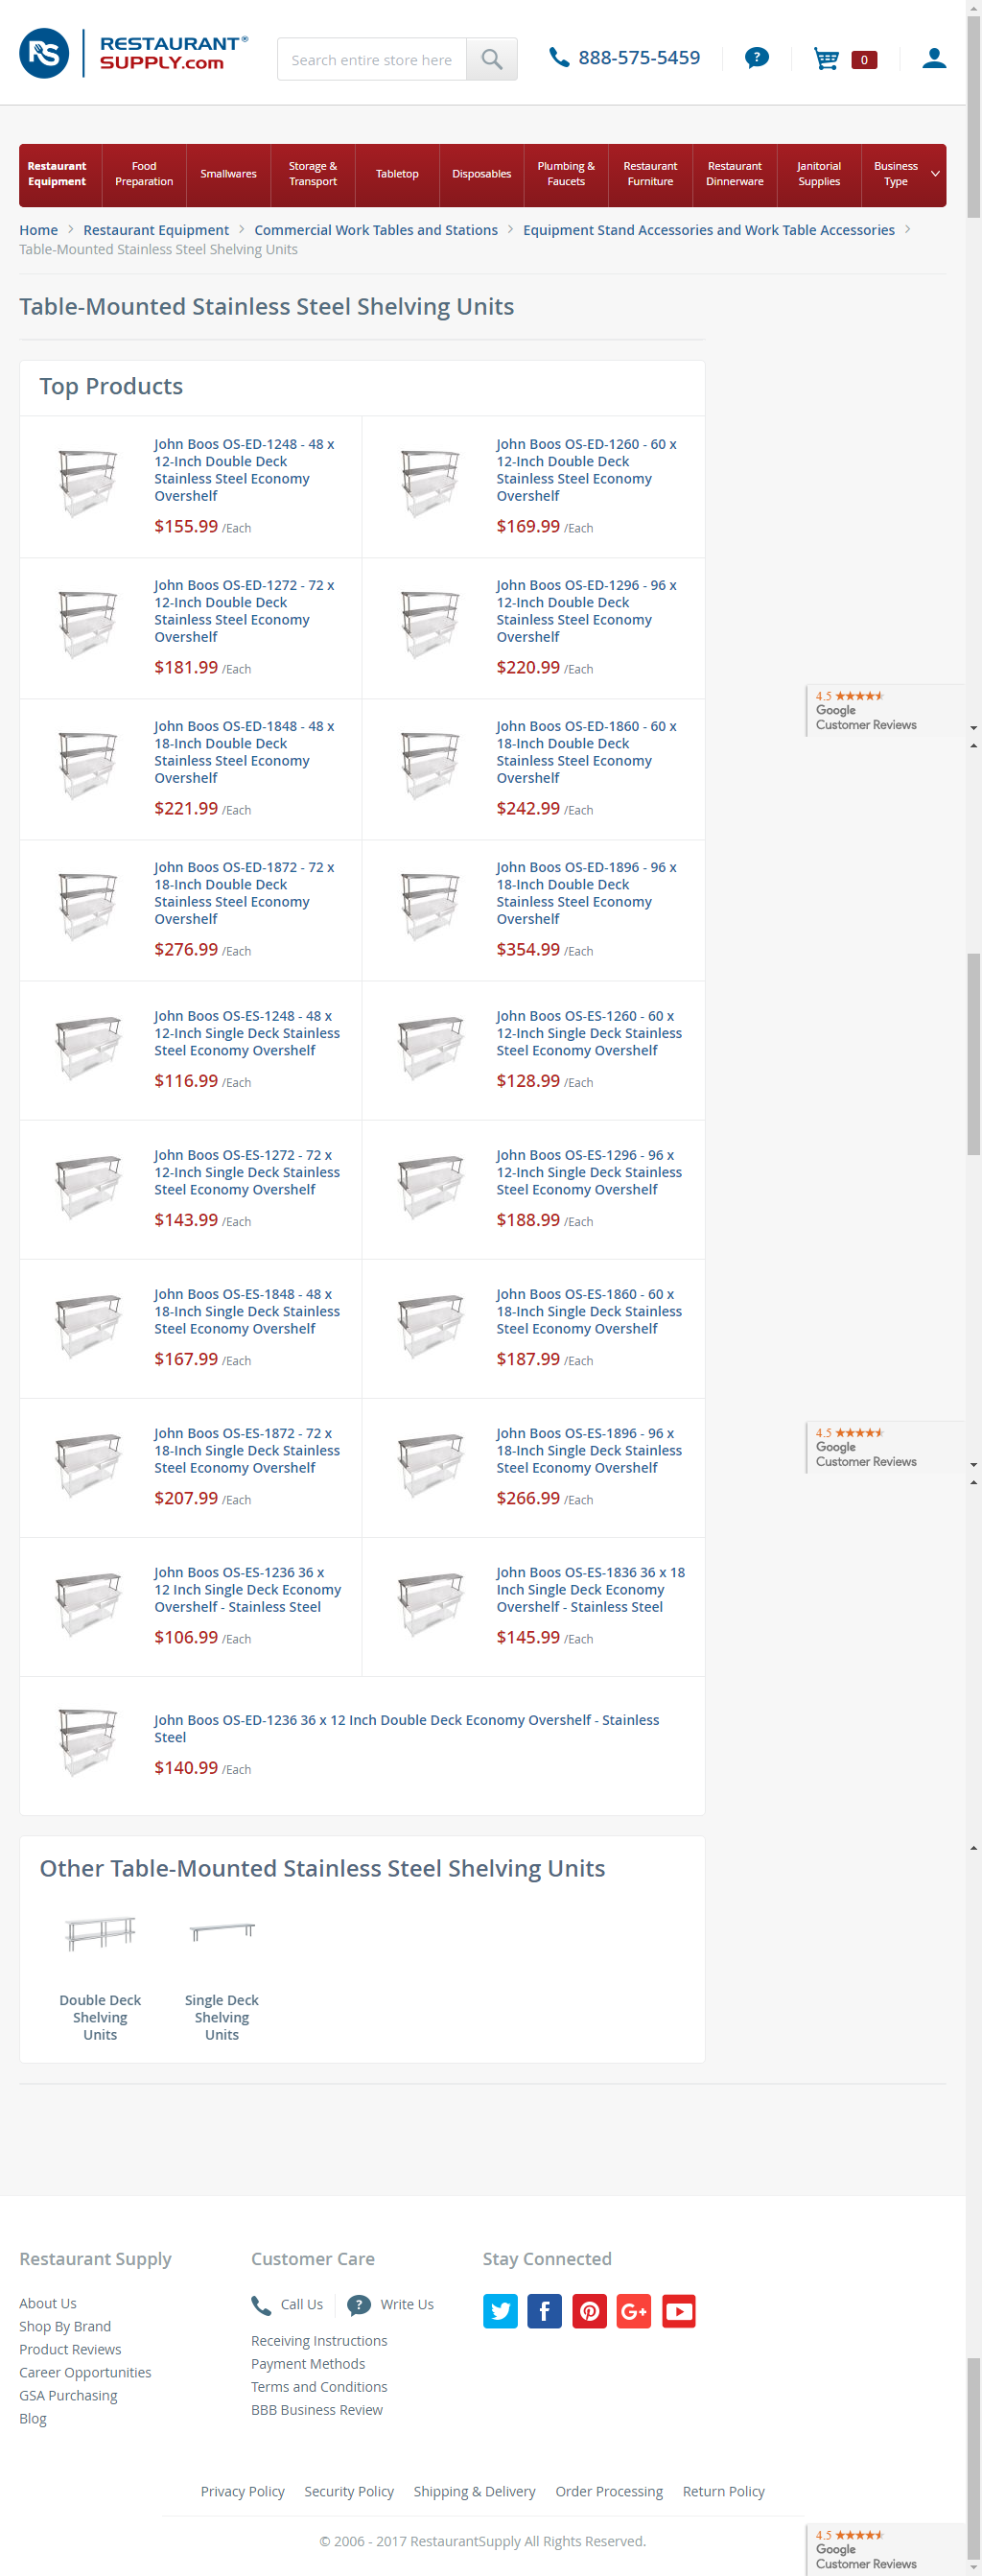 RS
RESTAURANT®
SUPPLY.com
Search entire store here
888-575-5459
?
0
Restaurant Equipment
Food Preparation
Smallwares
Storage & Transport
Tabletop
Disposables
Plumbing & Faucets
Restaurant Furniture
Restaurant Dinnerware
Janitorial Supplies
Business Type
Home > Restaurant Equipment > Commercial Work Tables and Stations > Equipment Stand Accessories and Work Table Accessories >
Table-Mounted Stainless Steel Shelving Units
Table-Mounted Stainless Steel Shelving Units
Top Products
John Boos OS-ED-1248 - 48 x
12-Inch Double Deck
Stainless Steel Economy
Overshelf
$155.99 /Each
John Boos OS-ED-1260 - 60 x
12-Inch Double Deck
Stainless Steel Economy
Overshelf
$169.99 /Each
John Boos OS-ED-1272 - 72 x
12-Inch Double Deck
Stainless Steel Economy
Overshelf
$181.99 /Each
John Boos OS-ED-1296 - 96 x
12-Inch Double Deck
Stainless Steel Economy
Overshelf
$220.99 /Each
4.5
Google
Customer Reviews
John Boos OS-ED-1848 - 48 x
18-Inch Double Deck
Stainless Steel Economy
Overshelf
$221.99 /Each
John Boos OS-ED-1860 - 60 x
18-Inch Double Deck
Stainless Steel Economy
Overshelf
$242.99 /Each
John Boos OS-ED-1872 - 72 x
18-Inch Double Deck
Stainless Steel Economy
Overshelf
$276.99 /Each
John Boos OS-ED-1896 - 96 x
18-Inch Double Deck
Stainless Steel Economy
Overshelf
$354.99 /Each
John Boos OS-ES-1248 - 48 x
12-Inch Single Deck Stainless
Steel Economy Overshelf
$116.99 /Each
John Boos OS-ES-1260 - 60 x
12-Inch Single Deck Stainless
Steel Economy Overshelf
$128.99 /Each
John Boos OS-ES-1272 - 72 x
12-Inch Single Deck Stainless
Steel Economy Overshelf
$143.99 /Each
John Boos OS-ES-1296 - 96 x
12-Inch Single Deck Stainless
Steel Economy Overshelf
$188.99 /Each
John Boos OS-ES-1848 - 48 x
18-Inch Single Deck Stainless
Steel Economy Overshelf
$167.99 /Each
John Boos OS-ES-1860 - 60 x
18-Inch Single Deck Stainless
Steel Economy Overshelf
$187.99 /Each
John Boos OS-ES-1872 - 72 x
18-Inch Single Deck Stainless
Steel Economy Overshelf
$207.99 /Each
John Boos OS-ES-1896 - 96 x
18-Inch Single Deck Stainless
Steel Economy Overshelf
$266.99 /Each
4.5
Google
Customer Reviews
John Boos OS-ES-1236 36 x
12 Inch Single Deck Economy
Overshelf - Stainless Steel
$106.99 /Each
John Boos OS-ES-1836 36 x 18
Inch Single Deck Economy
Overshelf - Stainless Steel
$145.99 /Each
John Boos OS-ED-1236 36 x 12 Inch Double Deck Economy Overshelf - Stainless
Steel
$140.99 /Each
Other Table-Mounted Stainless Steel Shelving Units
Double Deck
Shelving
Units
Single Deck
Shelving
Units
Restaurant Supply
About Us
Shop By Brand
Product Reviews
Career Opportunities
GSA Purchasing
Blog
Customer Care
Call Us
? Write Us
Receiving Instructions
Payment Methods
Terms and Conditions
BBB Business Review
Stay Connected
f
G+
Privacy Policy Security Policy Shipping & Delivery Order Processing Return Policy
© 2006 - 2017 RestaurantSupply All Rights Reserved.
4.5
Google
Customer Reviews